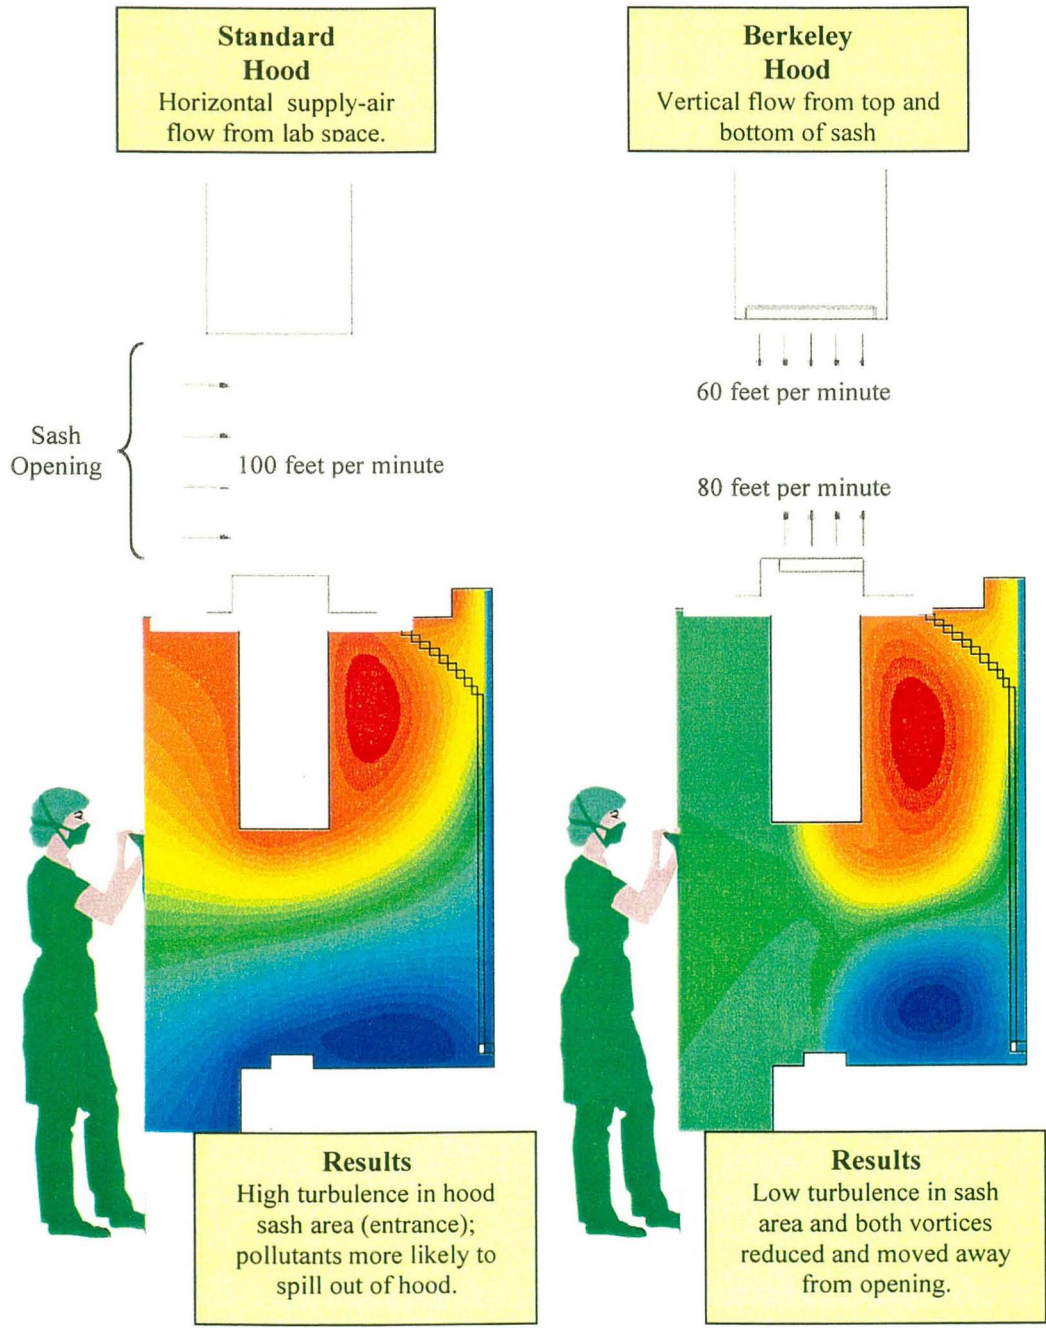 Standard
Hood
Horizontal supply-air
flow from lab space.
Berkeley
Hood
Vertical flow from top and
bottom of sash
Sash
Opening
100 feet per minute
60 feet per minute
80 feet per minute
Results
High turbulence in hood
sash area (entrance);
pollutants more likely to
spill out of hood.
Results
Low turbulence in sash
area and both vortices
reduced and moved away
from opening.